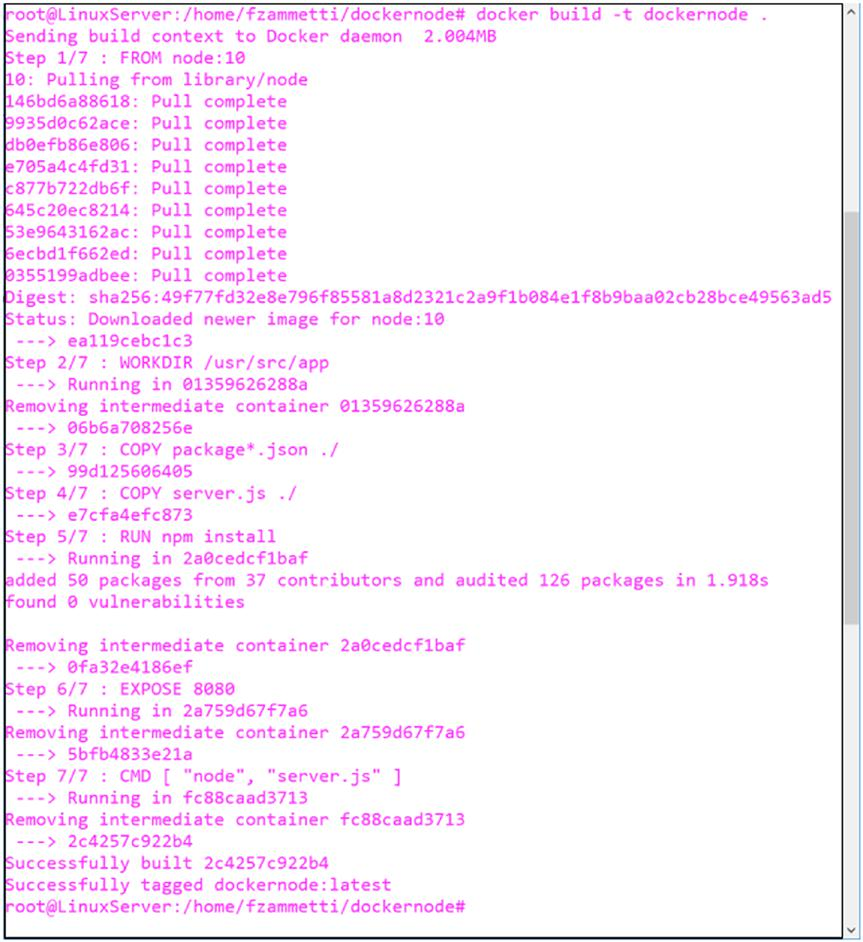 root@LinuxServer:/home/fzammetti/dockernode# docker build -t dockernode .
Sending build context to Docker daemon  2.004MB
Step 1/7 : FROM node:10
10: Pulling from library/node
146bd6a88618: Pull complete
9935d0c62ace: Pull complete
db0efb86e806: Pull complete
e705a4c4fd31: Pull complete
c877b722db6f: Pull complete
645c20ec8214: Pull complete
53e9643162ac: Pull complete
6ecbd1f662ed: Pull complete
0355199adbee: Pull complete
Digest: sha256:49f77fd32e8e796f85581a8d2321c2a9f1b084e1f8b9baa02cb28bce49563ad5
Status: Downloaded newer image for node:10
 ---> ea119cebc1c3
Step 2/7 : WORKDIR /usr/src/app
 ---> Running in 01359626288a
Removing intermediate container 01359626288a
 ---> 06b6a708256e
Step 3/7 : COPY package*.json ./
 ---> 99d125606405
Step 4/7 : COPY server.js ./
 ---> e7cfa4efc873
Step 5/7 : RUN npm install
 ---> Running in 2a0cedcf1baf
added 50 packages from 37 contributors and audited 126 packages in 1.918s
found 0 vulnerabilities

Removing intermediate container 2a0cedcf1baf
 ---> 0fa32e4186ef
Step 6/7 : EXPOSE 8080
 ---> Running in 2a759d67f7a6
Removing intermediate container 2a759d67f7a6
 ---> 5bfb4833e21a
Step 7/7 : CMD [ "node", "server.js" ]
 ---> Running in fc88caad3713
Removing intermediate container fc88caad3713
 ---> 2c4257c922b4
Successfully built 2c4257c922b4
Successfully tagged dockernode:latest
root@LinuxServer:/home/fzammetti/dockernode#